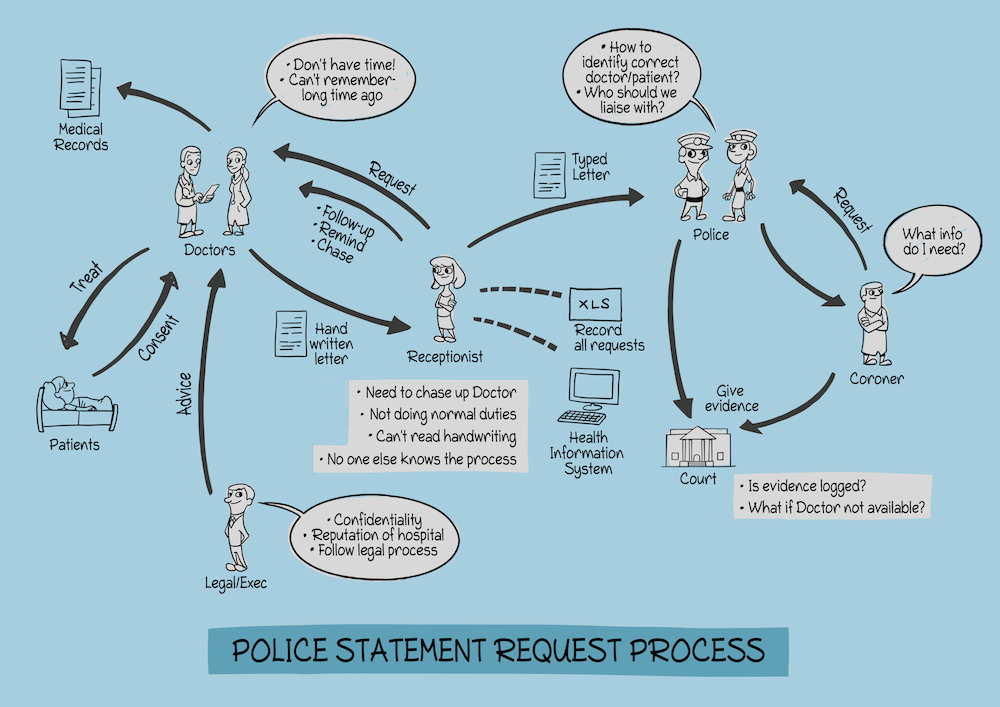 • Don't have time!
• Can't remember-
long time ago
• How to
identify correct
doctor/patient?
• Who should we
liaise with?
Medical
Records
Doctors
Request
• Follow-up
• Remind
• Chase
Typed
Letter
Police
Request
What info
do I need?
Treat
Consent
Advice
Patients
Hand
written
letter
Receptionist
XLS
Record
all requests
Coroner
• Need to chase up Doctor
• Not doing normal duties
• Can't read handwriting
• No one else knows the process
Health
Information
System
Give
evidence
Court
• Is evidence logged?
• What if Doctor not available?
Legal/Exec
• Confidentiality
• Reputation of hospital
• Follow legal process
POLICE STATEMENT REQUEST PROCESS